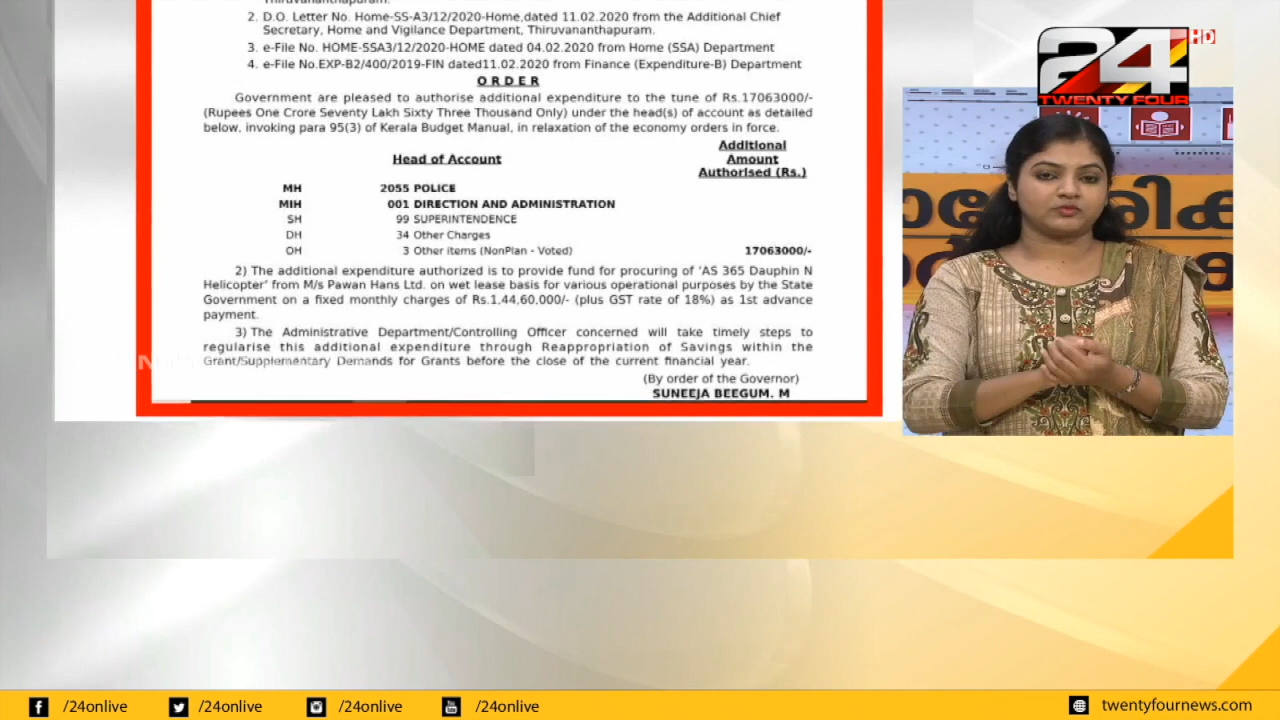 Thiruvananthapuram.
2. D.O. Letter No. Home-SS-A3/12/2020-Home,dated 11.02.2020 from the Additional Chief
Secretary, Home and Vigilance Department, Thiruvananthapuram.
3. e-File No. HOME-SSA3/12/2020-HOME dated 04.02.2020 from Home (SSA) Department
4. e-File No.EXP-B2/400/2019-FIN dated11.02.2020 from Finance (Expenditure-B) Department
O R D E R
Government are pleased to authorise additional expenditure to the tune of Rs.17063000/-
(Rupees One Crore Seventy Lakh Sixty Three Thousand Only) under the head(s) of account as detailed
below, invoking para 95(3) of Kerala Budget Manual, in relaxation of the economy orders in force.
Head of Account
Additional
Amount
Authorised (Rs.)
MH 2055 POLICE
MIH 001 DIRECTION AND ADMINISTRATION
SH 99 SUPERINTENDENCE
DH 34 Other Charges
OH 3 Other items (NonPlan - Voted) 17063000/-
2) The additional expenditure authorized is to provide fund for procuring of ‘AS 365 Dauphin N
Helicopter’ from M/s Pawan Hans Ltd. on wet lease basis for various operational purposes by the State
Government on a fixed monthly charges of Rs.1,44,60,000/- (plus GST rate of 18%) as 1st advance
payment.
3) The Administrative Department/Controlling Officer concerned will take timely steps to
regularise this additional expenditure through Reappropriation of Savings within the
Grant/Supplementary Demands for Grants before the close of the current financial year.
(By order of the Governor)
SUNEEJA BEEGUM. M
24
HD
TWENTY FOUR
/24onlive
/24onlive
/24onlive
/24onlive
twentyfournews.com